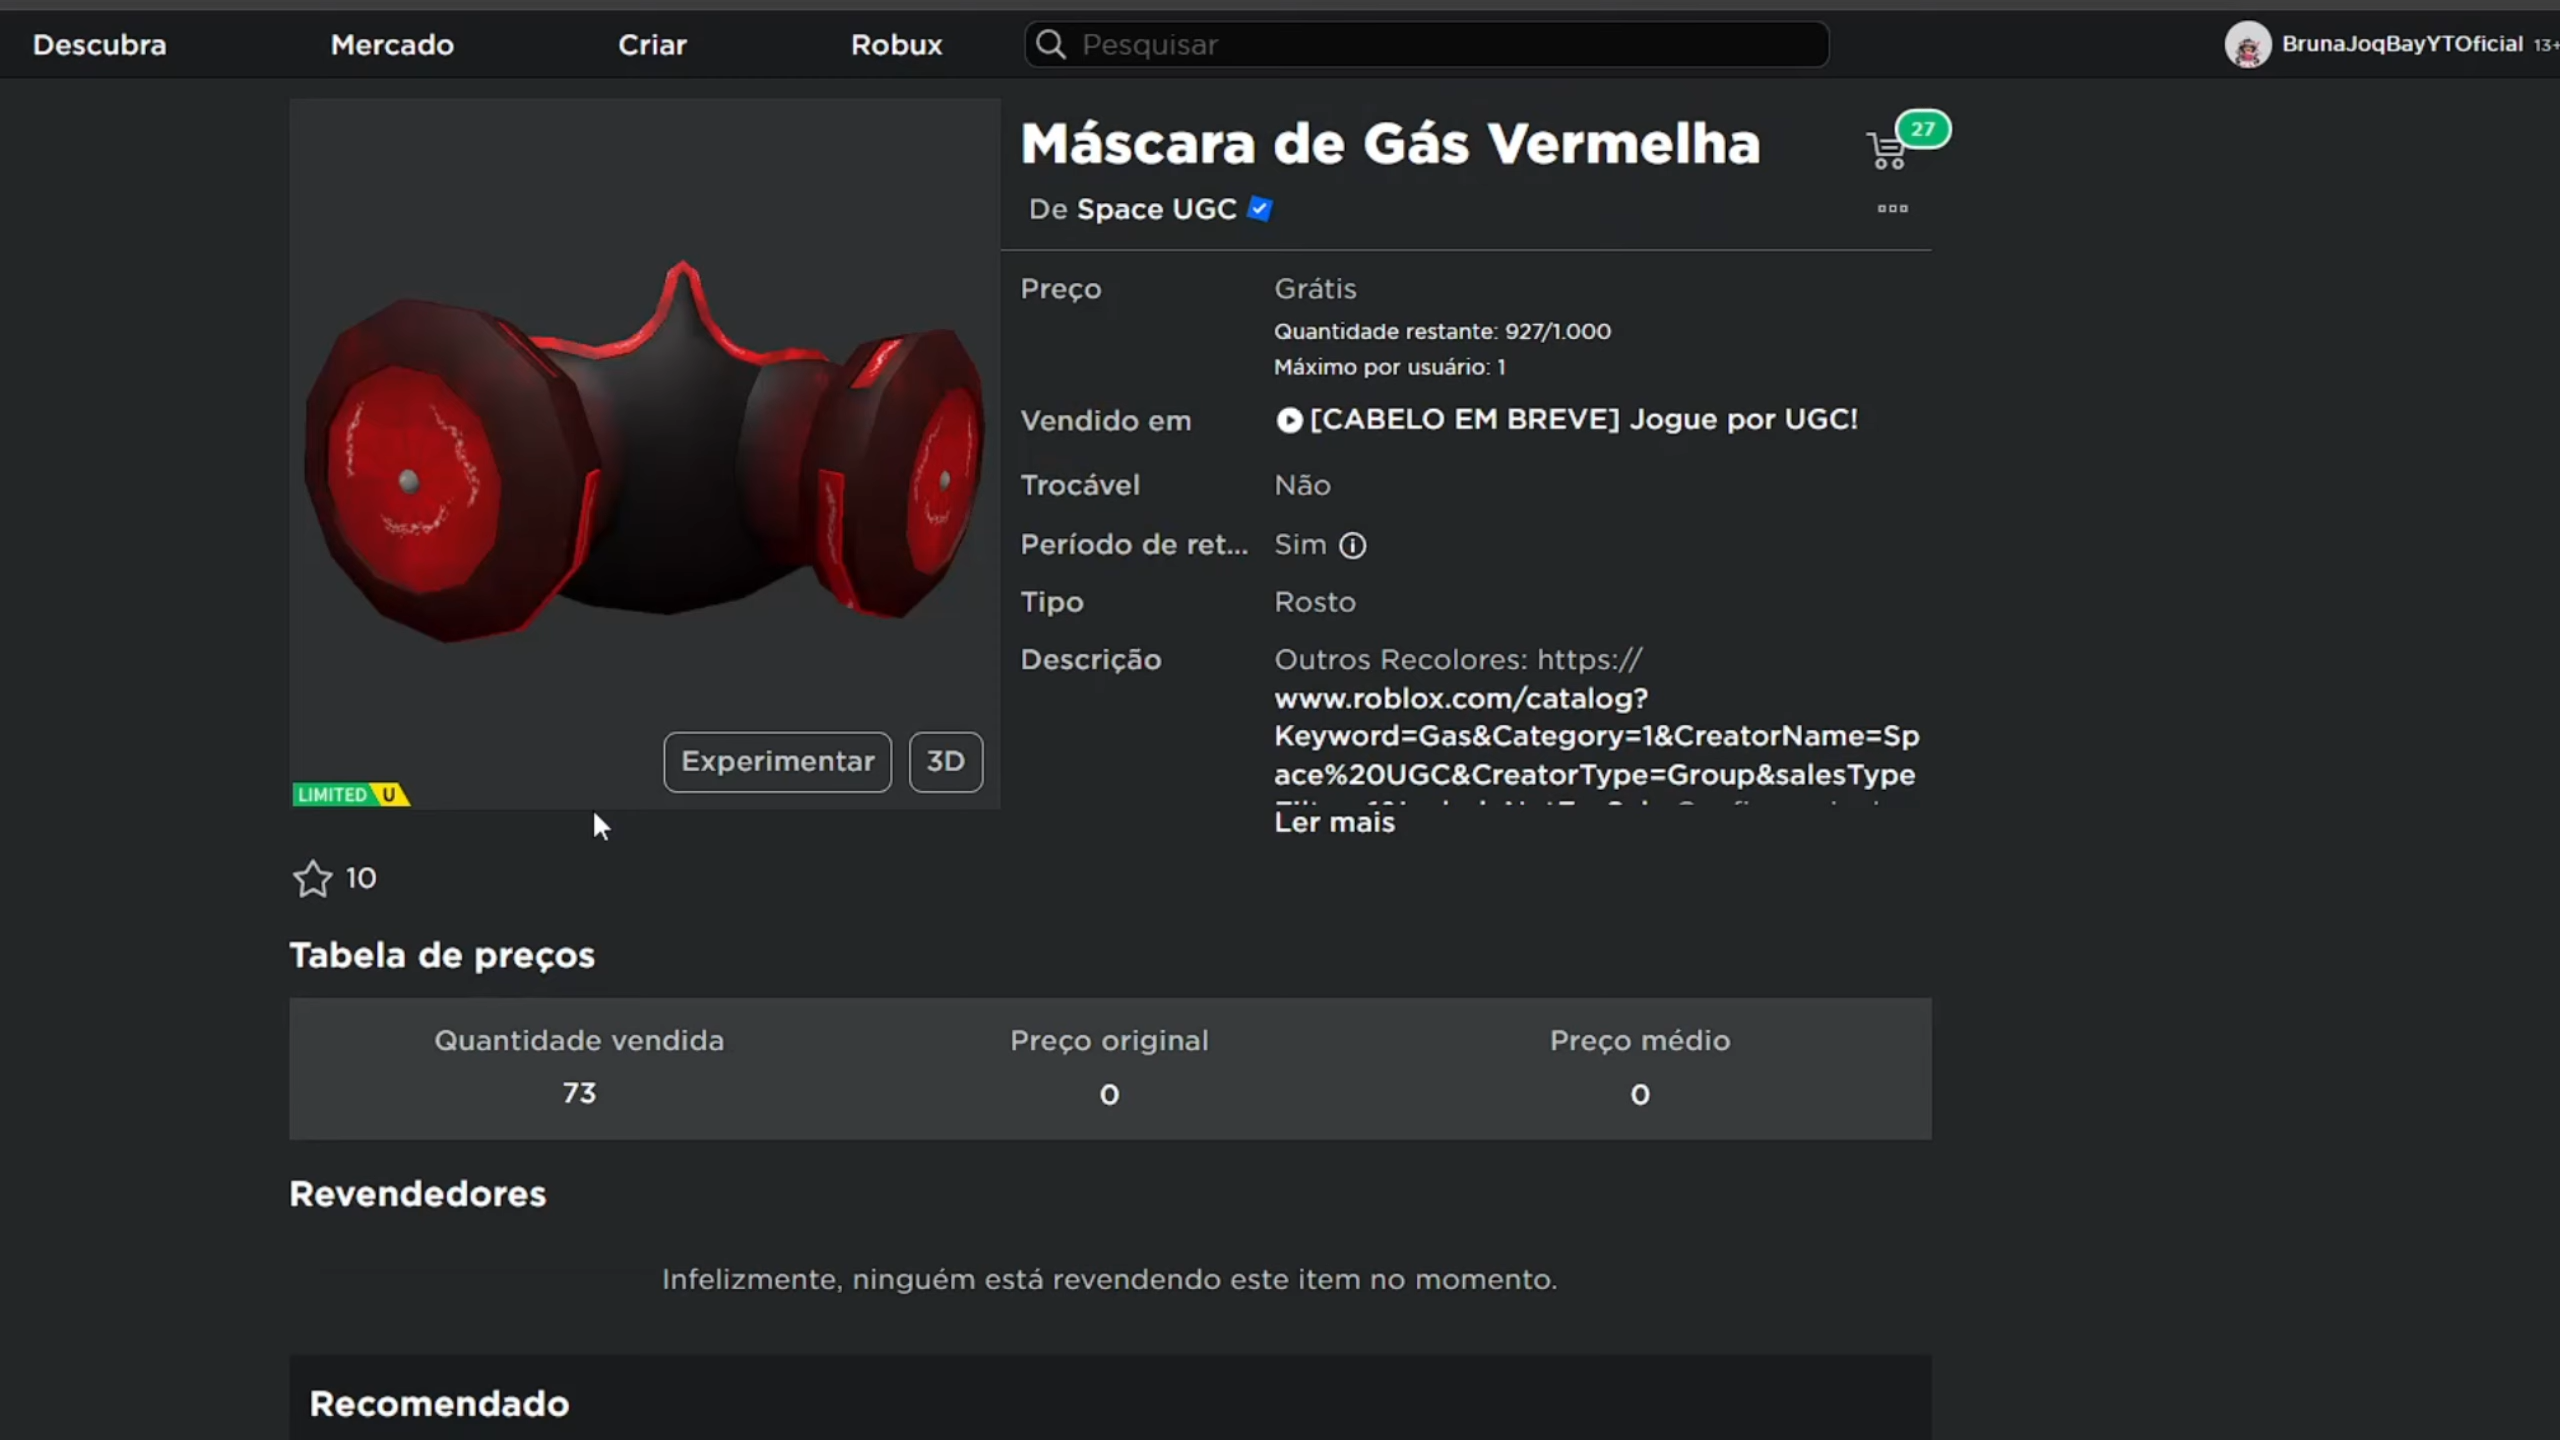 Descubra Mercado Criar Robux Pesquisar BrunaJoqBayYTOficial 13+
Máscara de Gás Vermelha
27
De Space UGC
Preço Grátis
Quantidade restante: 927/1.000
Máximo por usuário: 1
Vendido em [CABELO EM BREVE] Jogue por UGC!
Trocável Não
Período de ret... Sim
Tipo Rosto
Descrição Outros Recolores: https://
www.roblox.com/catalog?
Keyword=Gas&Category=1&CreatorName=Sp
ace%20UGC&CreatorType=Group&salesType
Ler mais
Experimentar 3D
LIMITED U
10
Tabela de preços
Quantidade vendida Preço original Preço médio
73 0 0
Revendedores
Infelizmente, ninguém está revendendo este item no momento.
Recomendado